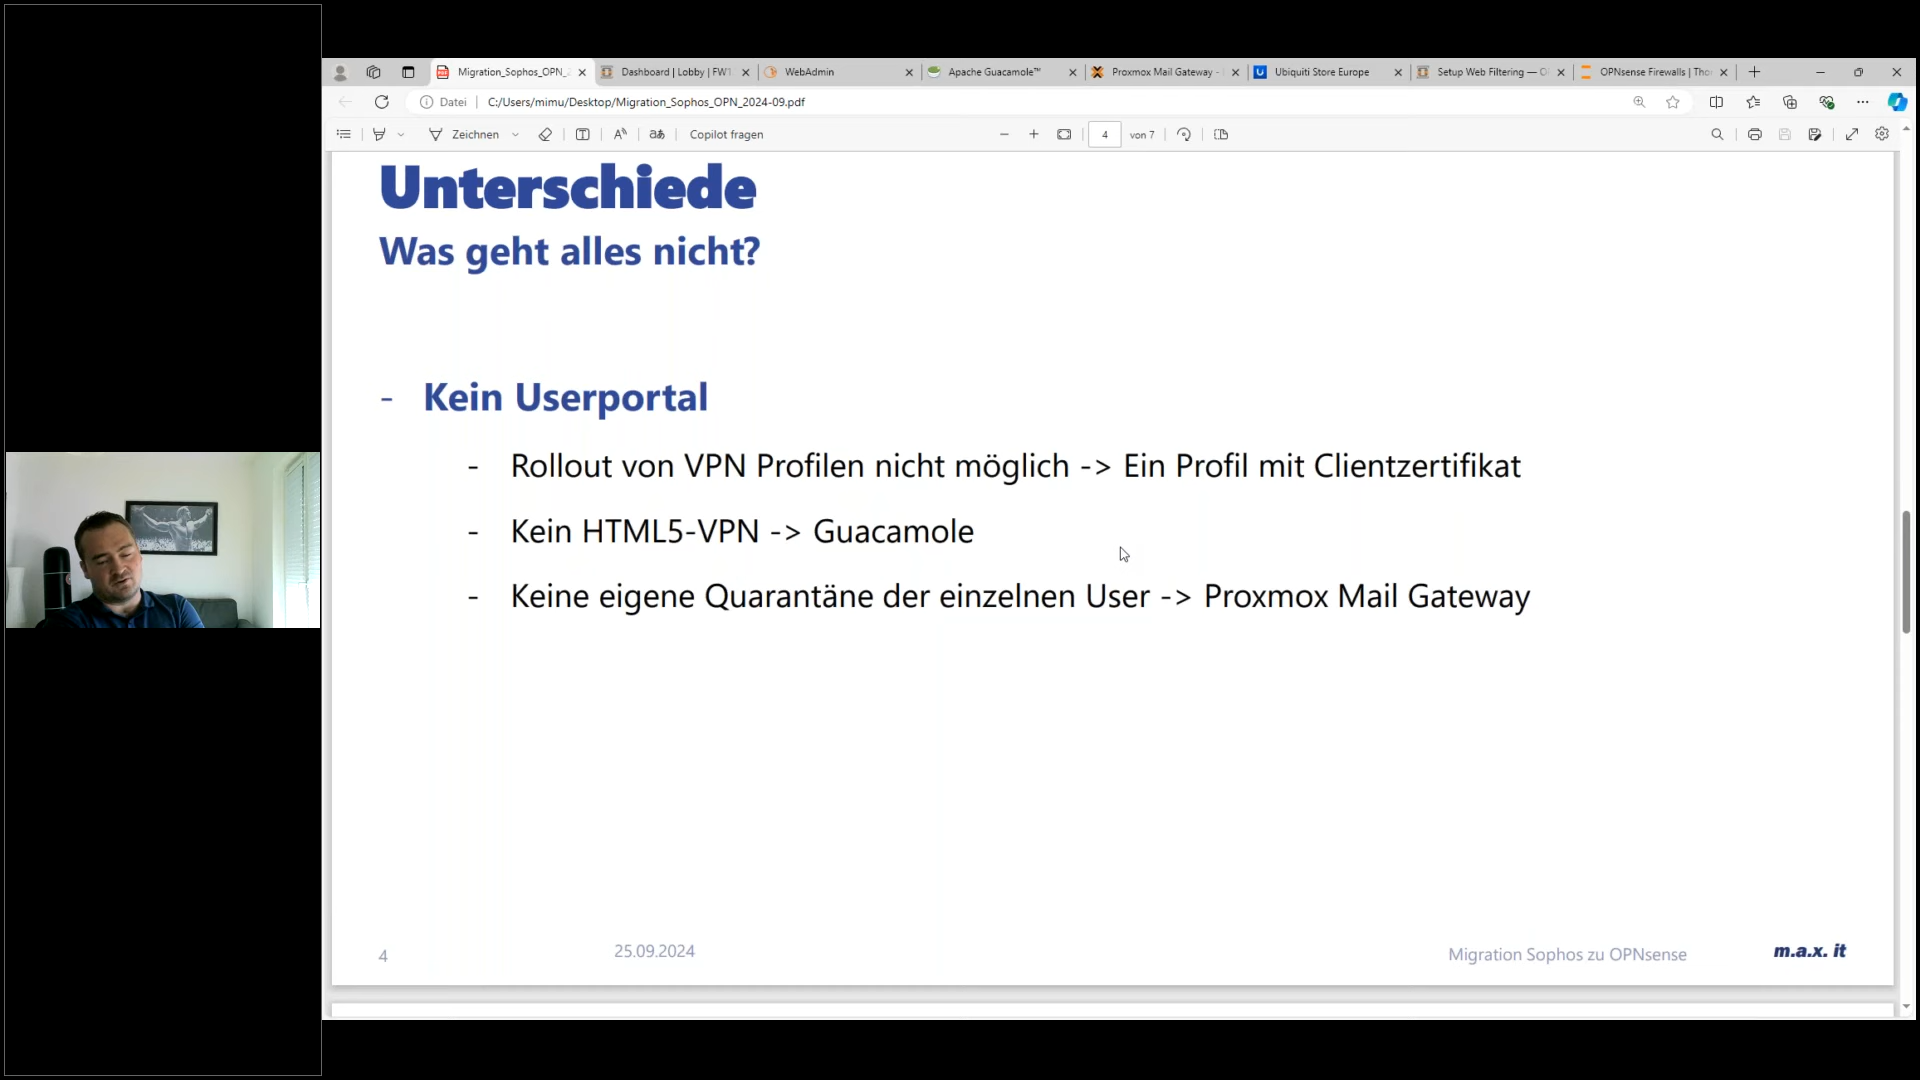 Migration_Sophos_OPN_2
Dashboard | Lobby | FW1
WebAdmin
Apache Guacamole™
Proxmox Mail Gateway -
Ubiquiti Store Europe
Setup Web Filtering — O
OPNsense Firewalls | Tho
Datei
C:/Users/mimu/Desktop/Migration_Sophos_OPN_2024-09.pdf
Zeichnen
Copilot fragen
4 von 7
Unterschiede
Was geht alles nicht?
- Kein Userportal
- Rollout von VPN Profilen nicht möglich -> Ein Profil mit Clientzertifikat
- Kein HTML5-VPN -> Guacamole
- Keine eigene Quarantäne der einzelnen User -> Proxmox Mail Gateway
4
25.09.2024
Migration Sophos zu OPNsense
m.a.x. it